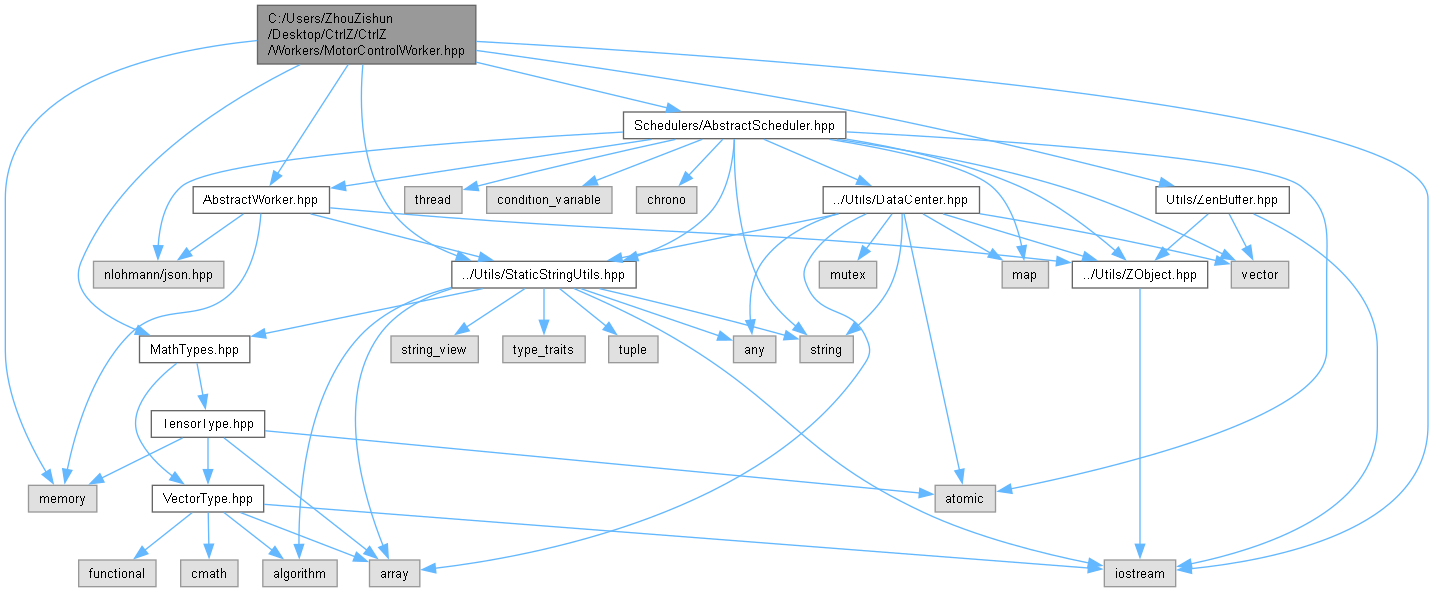 C:/Users/ZhouZishun
/Desktop/CtrlZ/CtrlZ
/Workers/MotorControlWorker.hpp
Schedulers/AbstractScheduler.hpp
AbstractWorker.hpp
thread
condition_variable
chrono
../Utils/DataCenter.hpp
Utils/ZenBuffer.hpp
nlohmann/json.hpp
../Utils/StaticStringUtils.hpp
mutex
map
../Utils/ZObject.hpp
vector
MathTypes.hpp
string_view
type_traits
tuple
any
string
TensorType.hpp
memory
VectorType.hpp
atomic
functional
cmath
algorithm
array
iostream